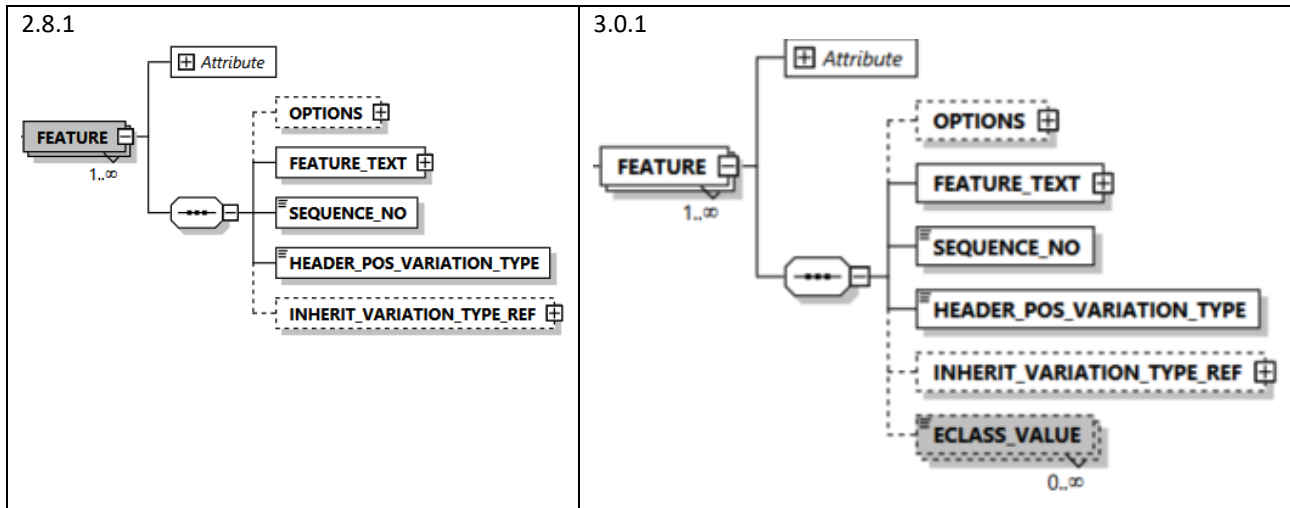 2.8.1
Attribute
OPTIONS
FEATURE
FEATURE_TEXT
1..∞
SEQUENCE_NO
HEADER_POS_VARIATION_TYPE
INHERIT_VARIATION_TYPE_REF
3.0.1
Attribute
OPTIONS
FEATURE
FEATURE_TEXT
1..∞
SEQUENCE_NO
HEADER_POS_VARIATION_TYPE
INHERIT_VARIATION_TYPE_REF
ECLASS_VALUE
0..∞